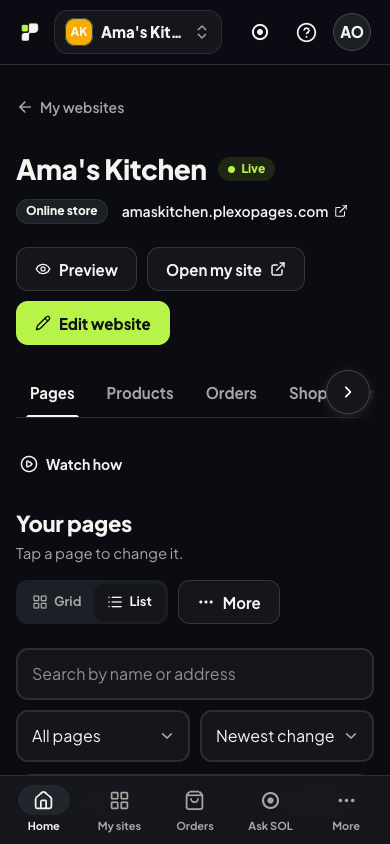 AK Ama's Kit... AO
My websites
Ama's Kitchen Live
Online store amaskitchen.plexopages.com
Preview Open my site
Edit website
Pages Products Orders Shop
Watch how
Your pages
Tap a page to change it.
Grid List More
Search by name or address
All pages Newest change
Home My sites Orders Ask SOL More